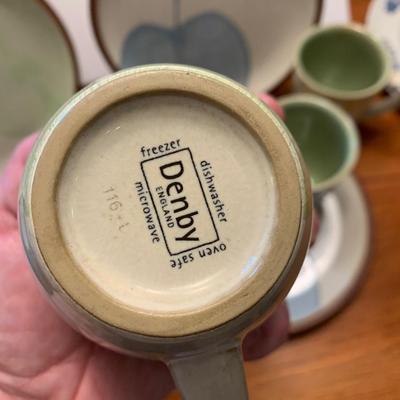 freezer
dishwasher
Denby
ENGLAND
microwave
oven safe